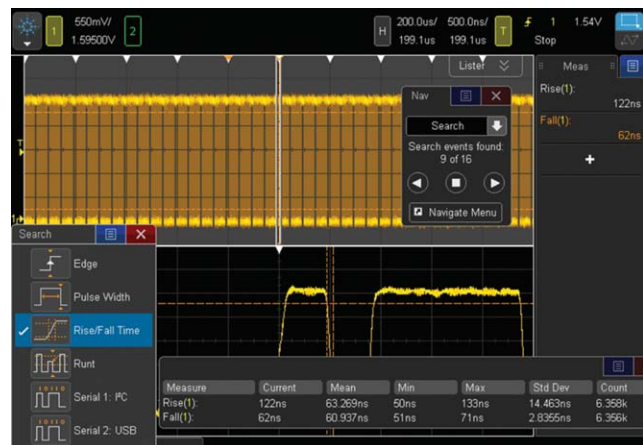 1
550mV/
1.59500V
2
H
200.0us/
199.1us
500.0ns/
199.1us
T
1
1.54V
Stop
Lister
Meas
Rise(1):
122ns
Fall(1):
62ns
+
Nav
Search
Search events found:
9 of 16
Navigate Menu
T
Search
Edge
Pulse Width
Rise/Fall Time
Runt
Serial 1: I²C
Serial 2: USB
Measure Current Mean Min Max Std Dev Count
Rise(1): 122ns 63.269ns 50ns 133ns 14.463ns 6.358k
Fall(1): 62ns 60.937ns 51ns 71ns 2.8355ns 6.356k